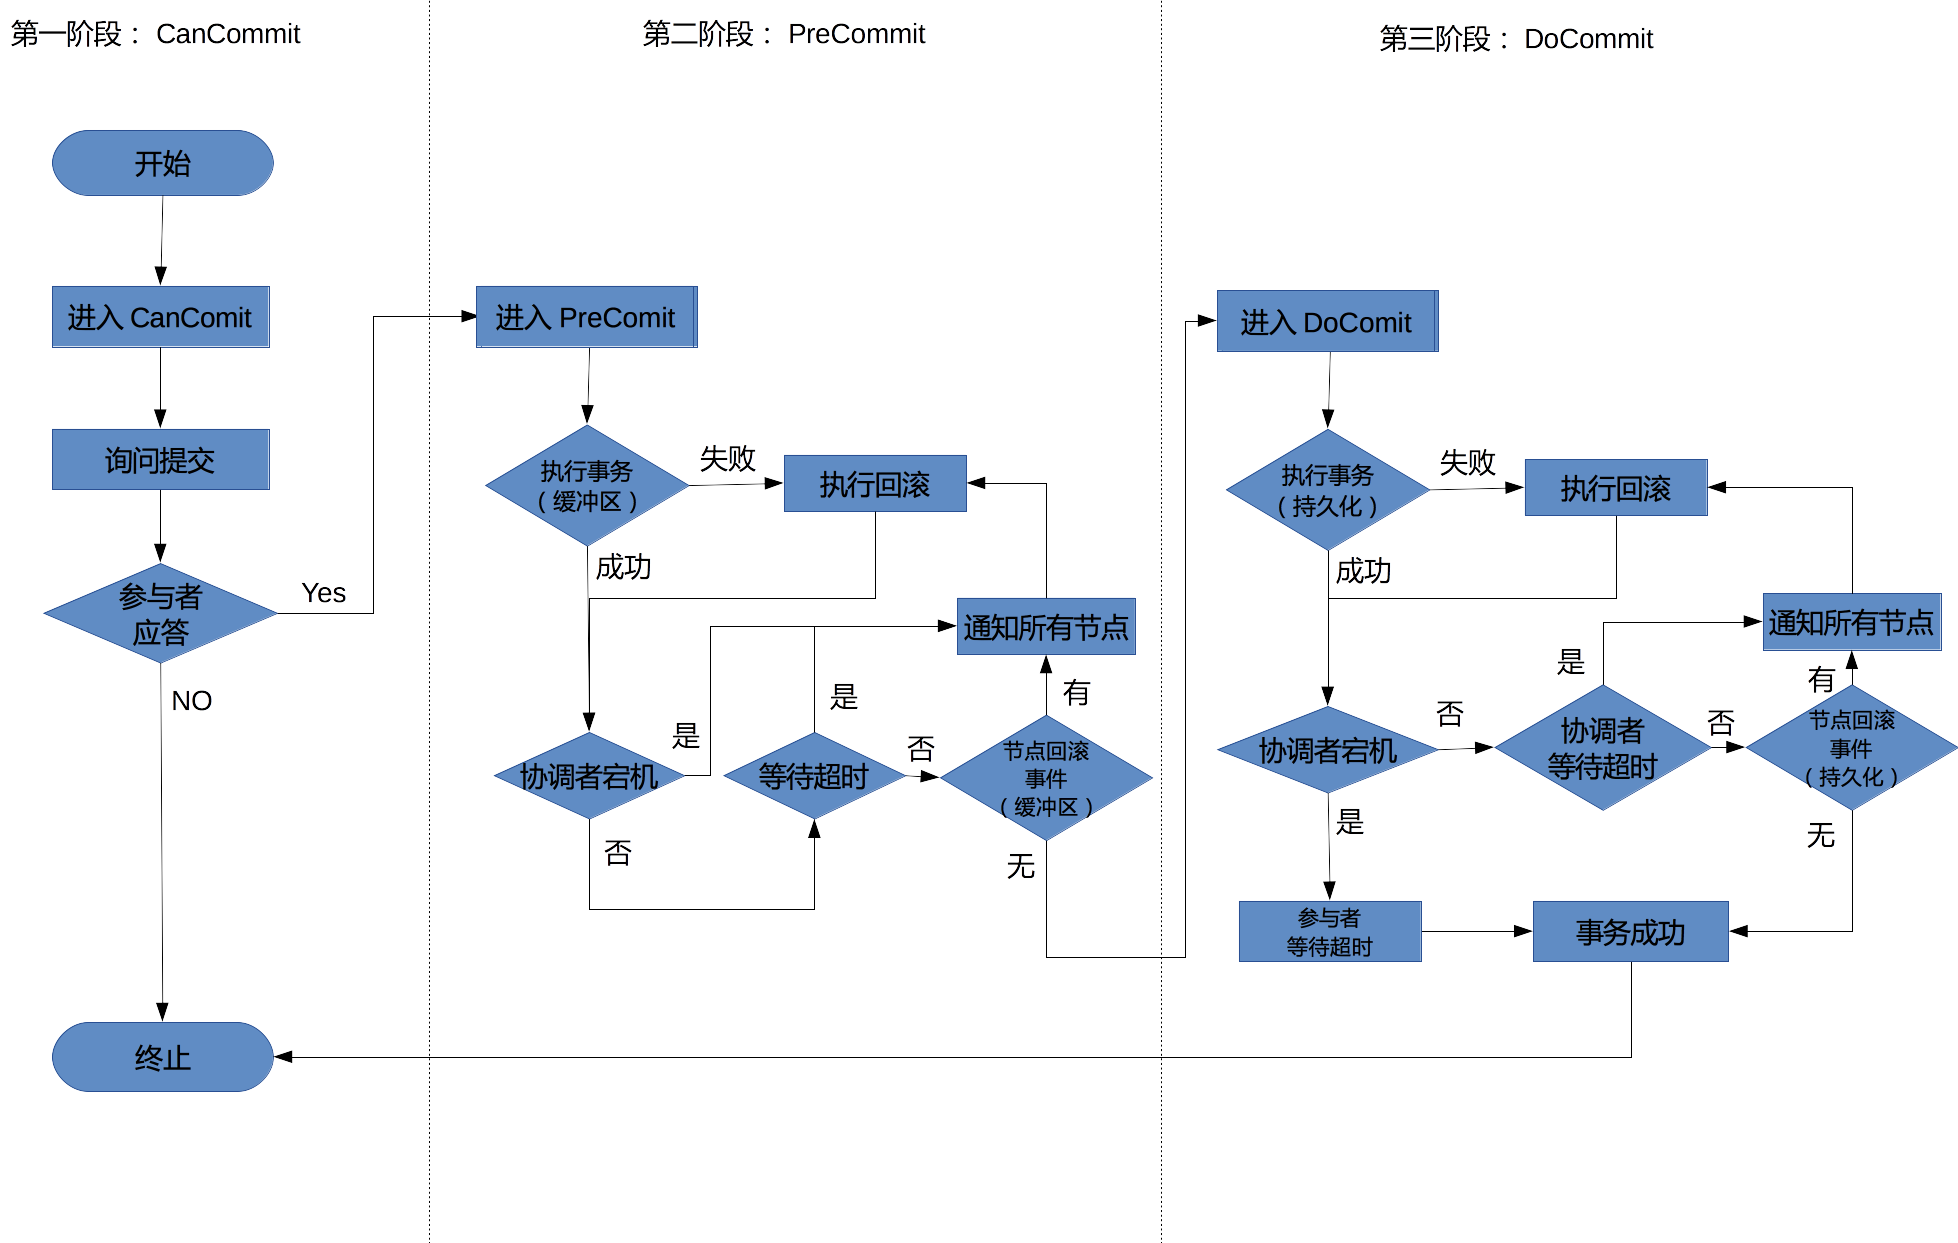 第一阶段： CanCommit
第二阶段： PreCommit
第三阶段： DoCommit
开始
进入 CanComit
询问提交
参与者
应答
Yes
NO
终止
进入 PreComit
执行事务
（缓冲区）
失败
执行回滚
成功
通知所有节点
协调者宕机
是
否
等待超时
是
否
节点回滚
事件
（缓冲区）
有
无
进入 DoComit
执行事务
（持久化）
失败
执行回滚
成功
通知所有节点
协调者宕机
否
是
协调者
等待超时
是
否
节点回滚
事件
（持久化）
有
无
参与者
等待超时
事务成功